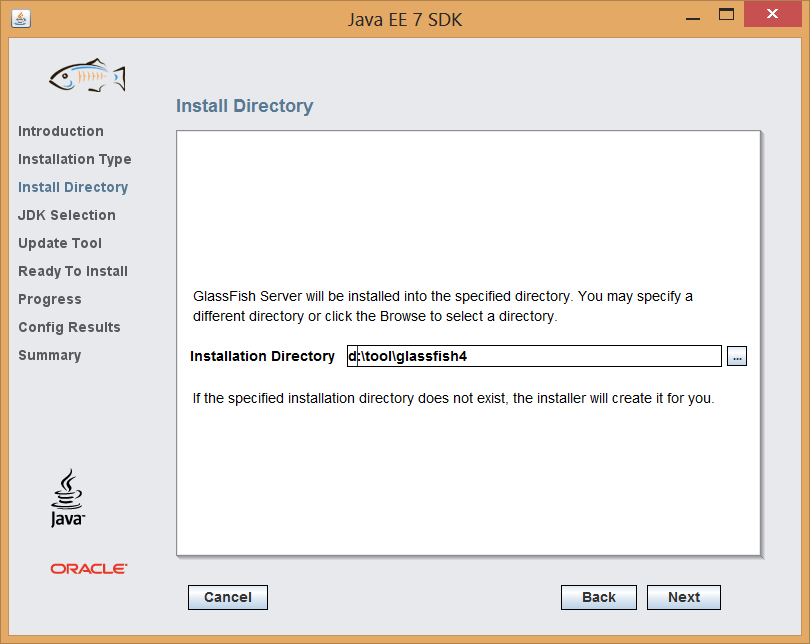 Java EE 7 SDK
Install Directory
Introduction
Installation Type
Install Directory
JDK Selection
Update Tool
Ready To Install
Progress
Config Results
Summary
GlassFish Server will be installed into the specified directory. You may specify a
different directory or click the Browse to select a directory.
Installation Directory d:\tool\glassfish4 ...
If the specified installation directory does not exist, the installer will create it for you.
Java™
ORACLE
Cancel Back Next